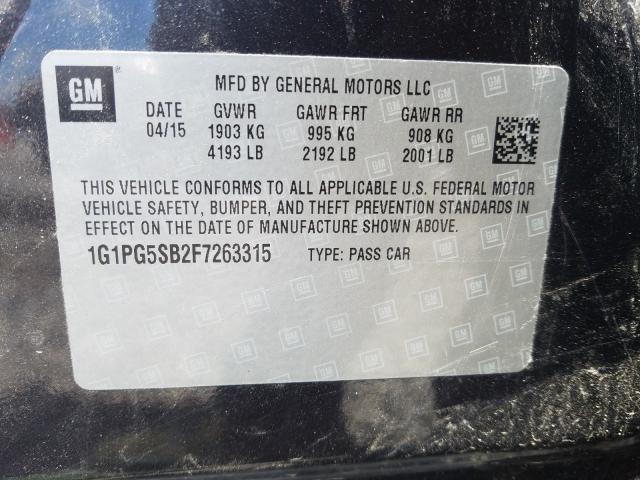 GM MFD BY GENERAL MOTORS LLC
DATE GVWR GAWR FRT GAWR RR
04/15 1903 KG 995 KG 908 KG
4193 LB 2192 LB 2001 LB
THIS VEHICLE CONFORMS TO ALL APPLICABLE U.S. FEDERAL MOTOR
VEHICLE SAFETY, BUMPER, AND THEFT PREVENTION STANDARDS IN
EFFECT ON THE DATE OF MANUFACTURE SHOWN ABOVE.
1G1PG5SB2F7263315 TYPE: PASS CAR